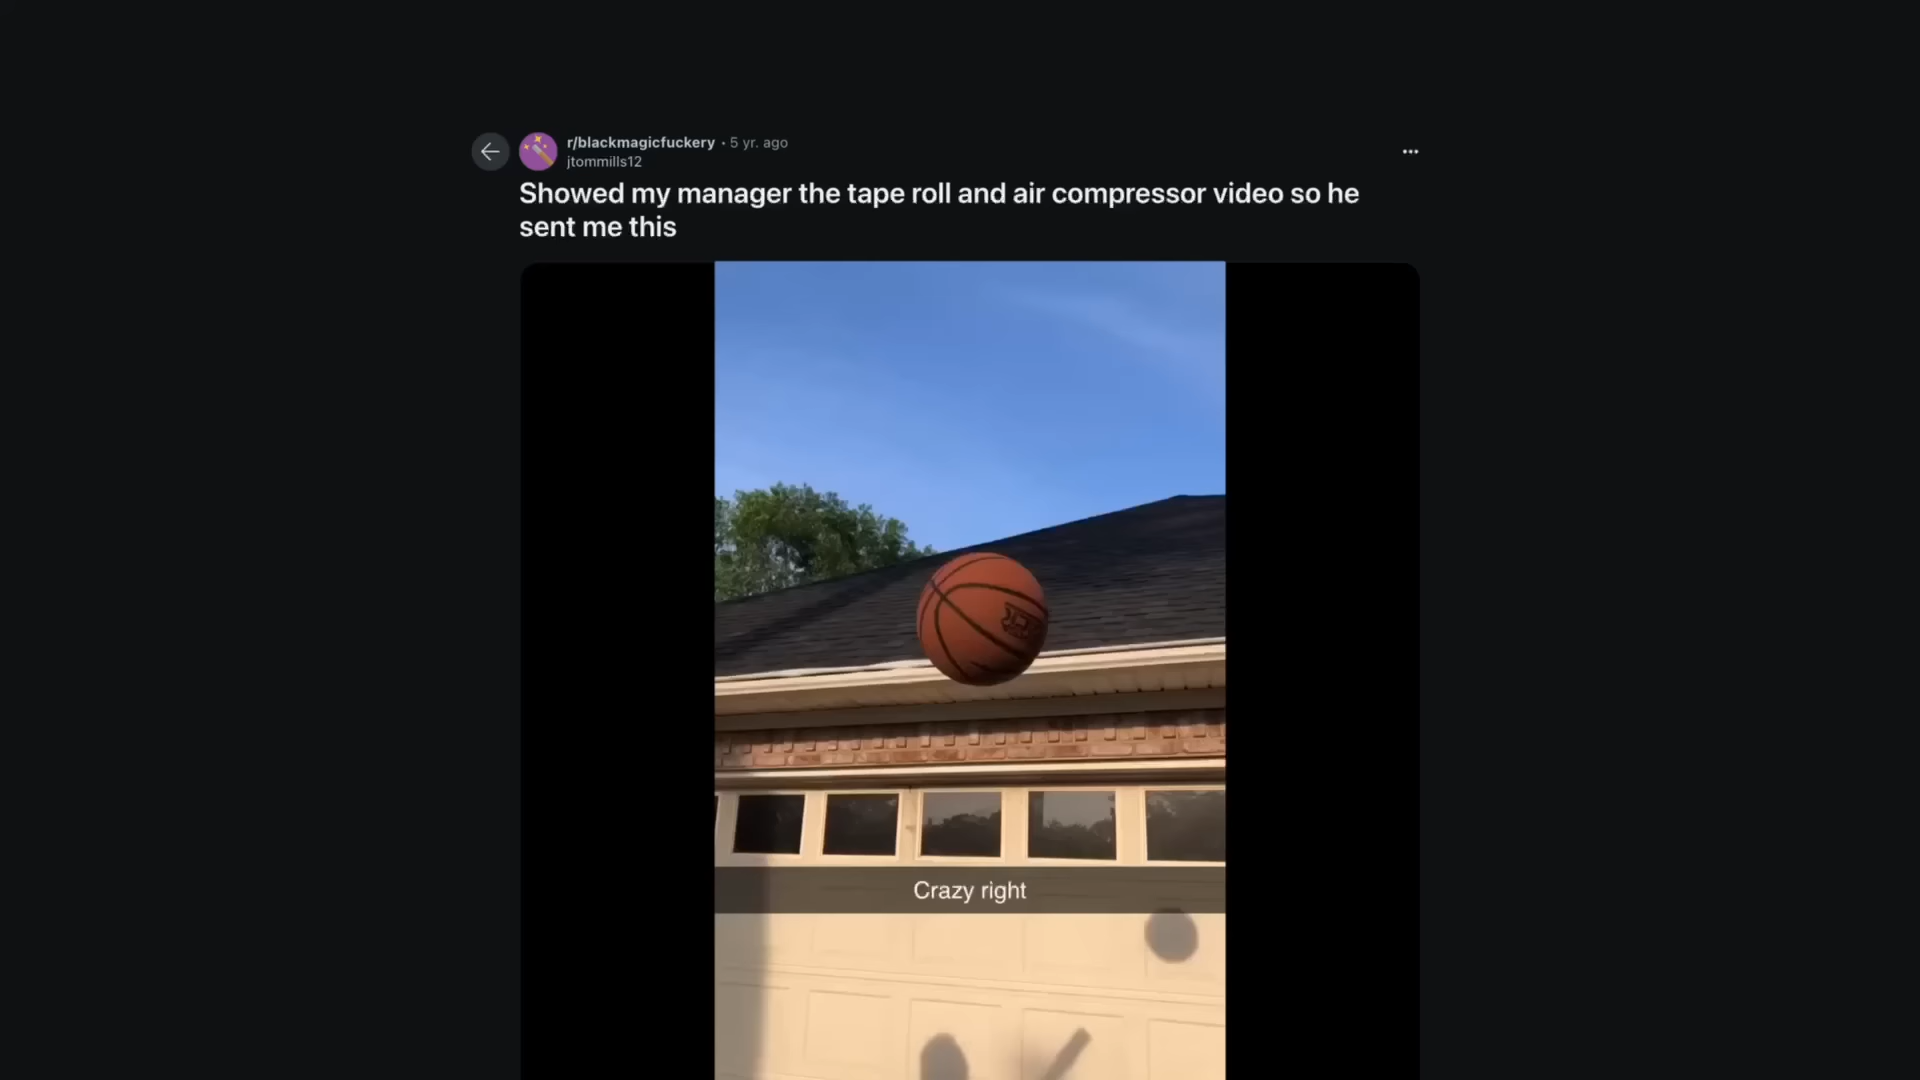 r/blackmagicfuckery • 5 yr. ago
jtommills12
Showed my manager the tape roll and air compressor video so he
sent me this
Crazy right